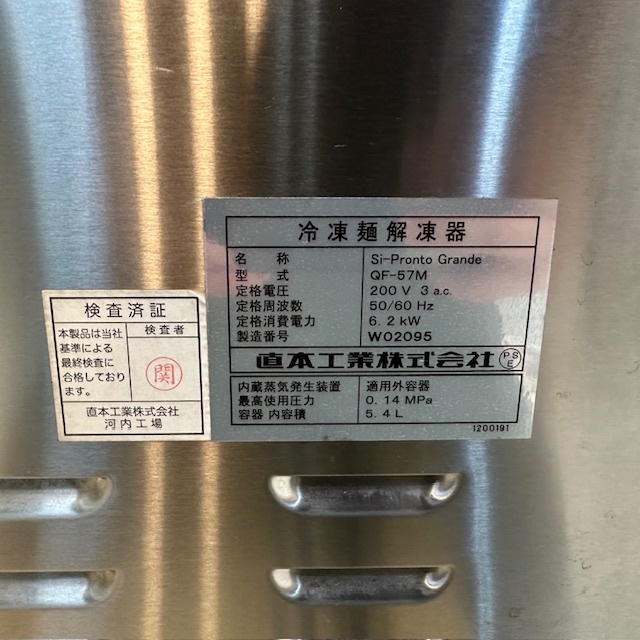 冷凍麺解凍器
名称 Si-Pronto Grande
型式 QF-57M
定格電圧 200 V 3 a.c.
定格周波数 50/60 Hz
定格消費電力 6.2 kW
製造番号 W02095
直本工業株式会社 PSE
内蔵蒸気発生装置 適用外容器
最高使用圧力 0.14 MPa
容器 内容積 5.4 L
1200191
検査済証
本製品は当社
基準による
最終検査に
合格しており
ます。
検査者
関
直本工業株式会社
河内工場